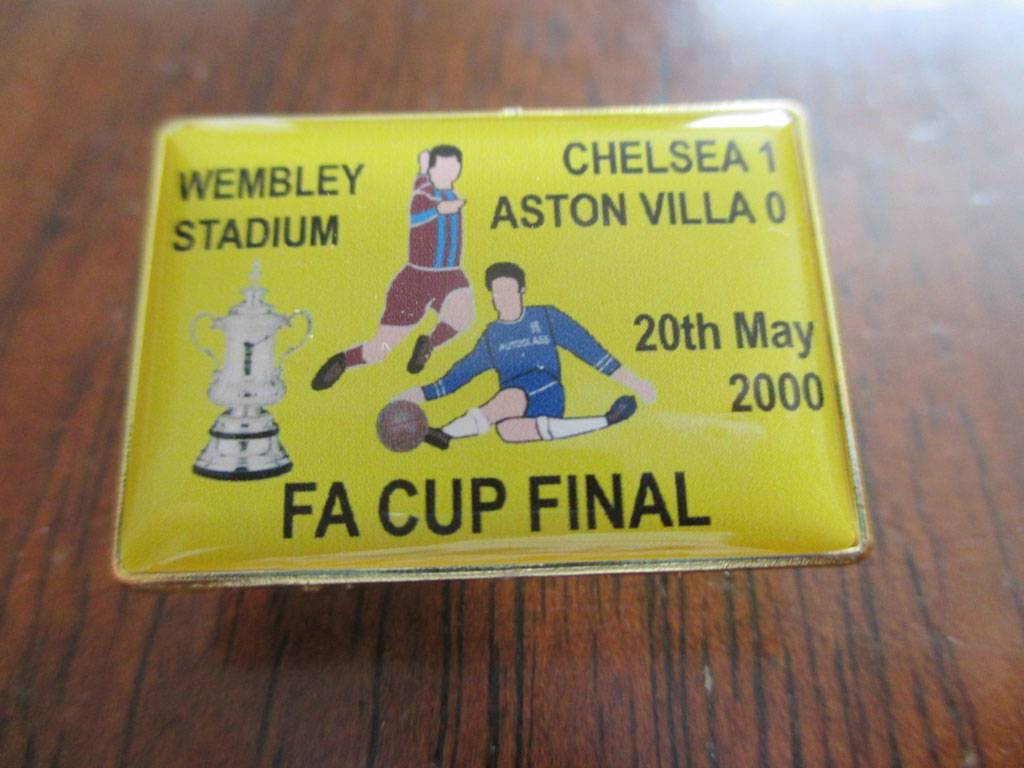 WEMBLEY
STADIUM
CHELSEA 1
ASTON VILLA 0
20th May
2000
AUTOGLASS
FA CUP FINAL